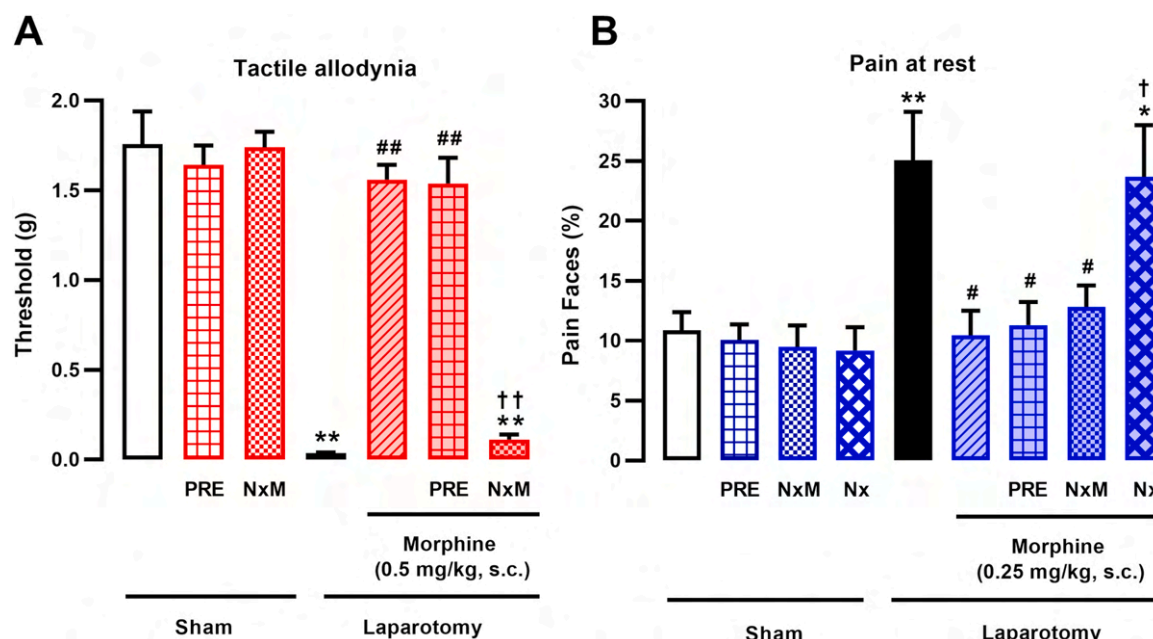 A
Tactile allodynia
Threshold (g)
2.0
1.5
1.0
0.5
0.0
**
##
##
††
**
PRE NxM PRE NxM
Morphine
(0.5 mg/kg, s.c.)
Sham Laparotomy
B
Pain at rest
Pain Faces (%)
30
25
20
15
10
5
0
**
#
#
#
†
*
PRE NxM Nx PRE NxM Nx
Morphine
(0.25 mg/kg, s.c.)
Sham Laparotomy